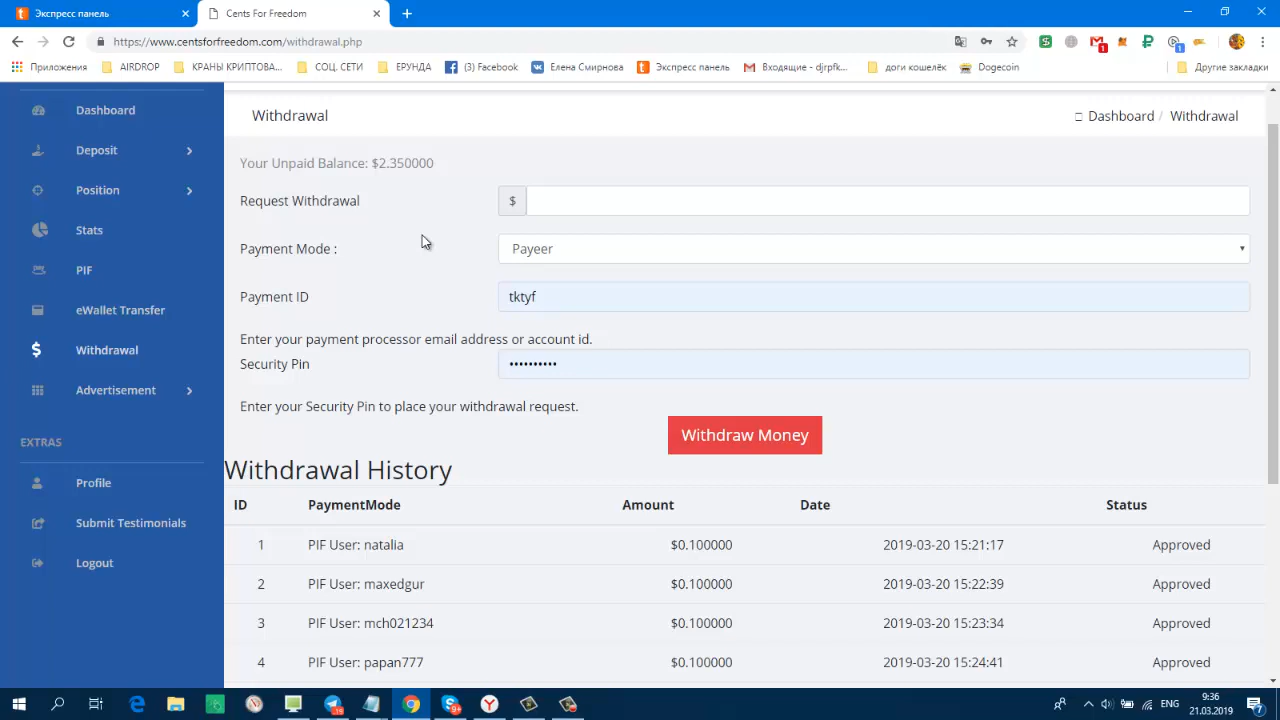 Экспресс панель
Cents For Freedom
https://www.centsforfreedom.com/withdrawal.php
Приложения
AIRDROP
КРАНЫ КРИПТОВА...
СОЦ. СЕТИ
ЕРУНДА
(3) Facebook
Елена Смирнова
Экспресс панель
Входящие - djrpfk...
доги кошелёк
Dogecoin
Другие закладки
Dashboard
Deposit
Position
Stats
PIF
eWallet Transfer
Withdrawal
Advertisement
EXTRAS
Profile
Submit Testimonials
Logout
Withdrawal
Dashboard / Withdrawal
Your Unpaid Balance: $2.350000
Request Withdrawal
$
Payment Mode :
Payeer
Payment ID
tktyf
Enter your payment processor email address or account id.
Security Pin
••••••••••
Enter your Security Pin to place your withdrawal request.
Withdraw Money
Withdrawal History
ID PaymentMode Amount Date Status
1 PIF User: natalia $0.100000 2019-03-20 15:21:17 Approved
2 PIF User: maxedgur $0.100000 2019-03-20 15:22:39 Approved
3 PIF User: mch021234 $0.100000 2019-03-20 15:23:34 Approved
4 PIF User: papan777 $0.100000 2019-03-20 15:24:41 Approved
ENG
9:36
21.03.2019